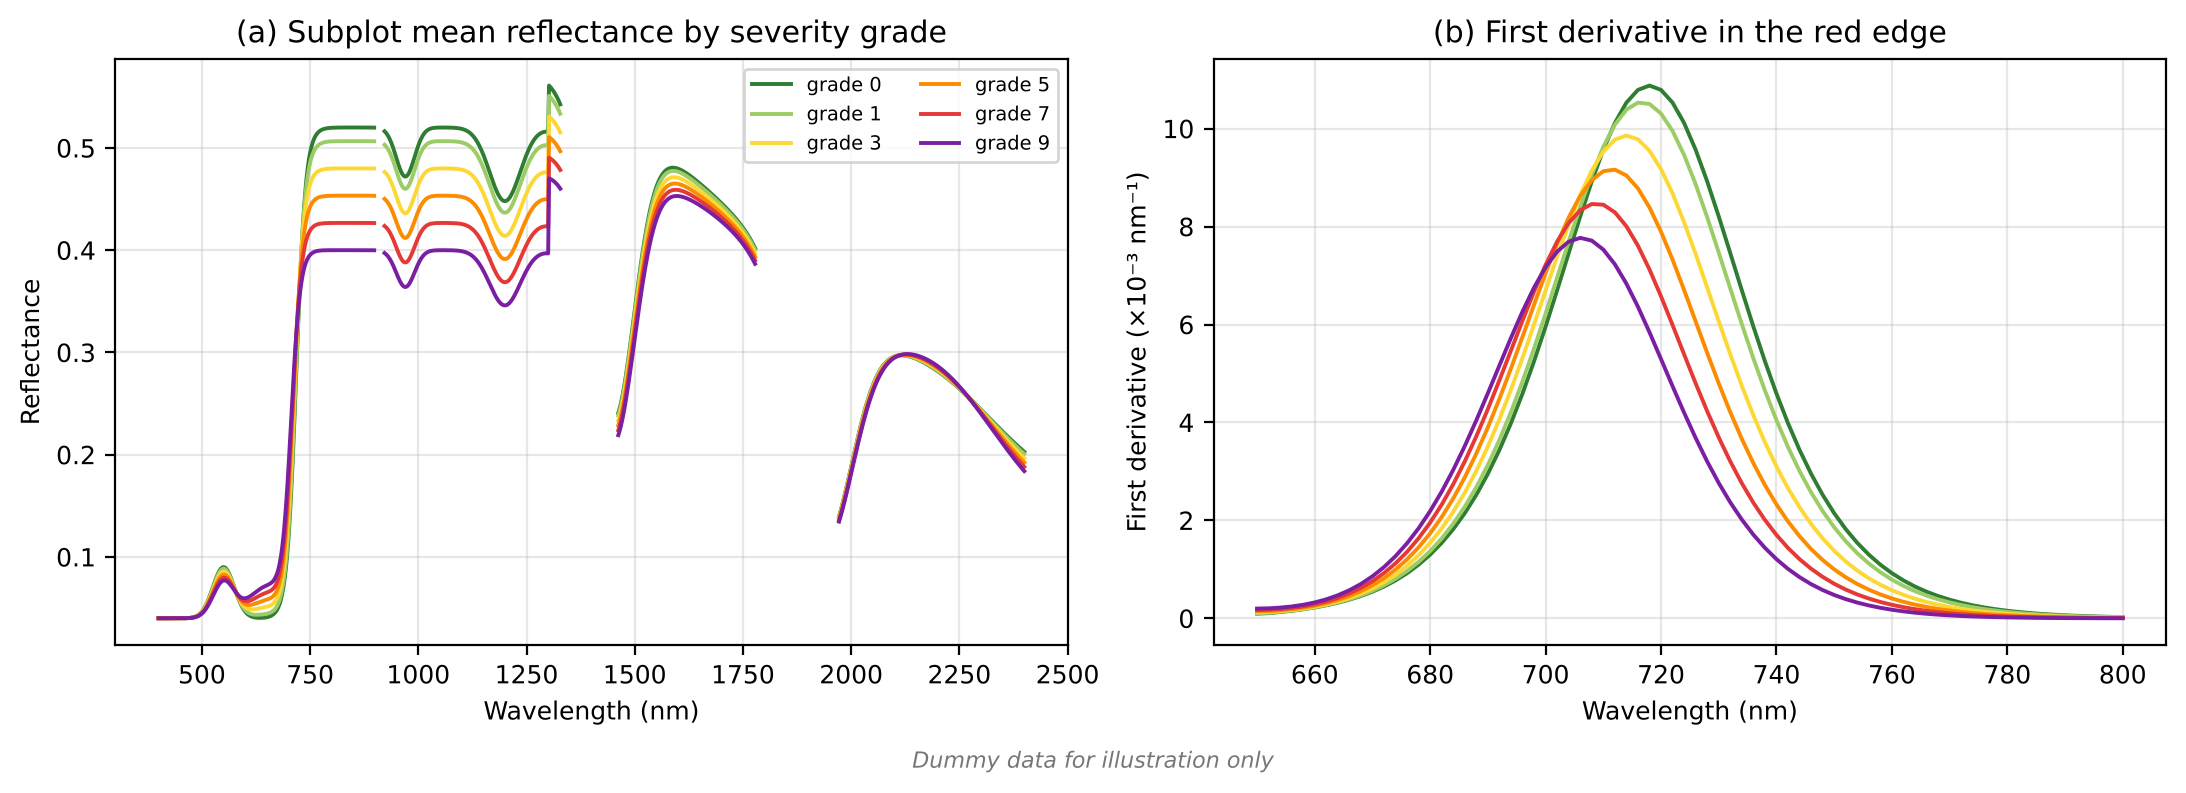 (a) Subplot mean reflectance by severity grade
grade 0
grade 1
grade 3
grade 5
grade 7
grade 9
Reflectance
0.5
0.4
0.3
0.2
0.1
500 750 1000 1250 1500 1750 2000 2250 2500
Wavelength (nm)
(b) First derivative in the red edge
First derivative (×10⁻³ nm⁻¹)
10
8
6
4
2
0
660 680 700 720 740 760 780 800
Wavelength (nm)
Dummy data for illustration only